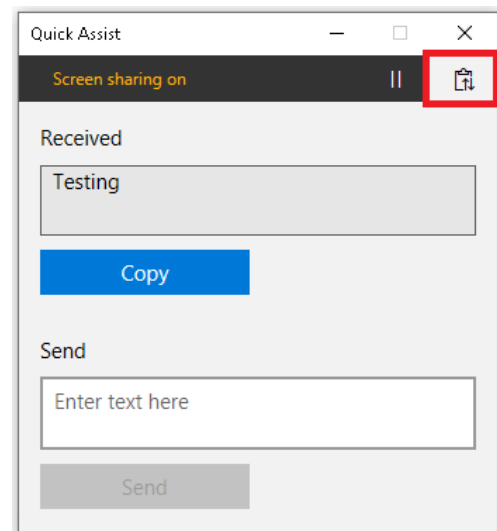 Quick Assist
Screen sharing on
Received
Testing
Copy
Send
Enter text here
Send